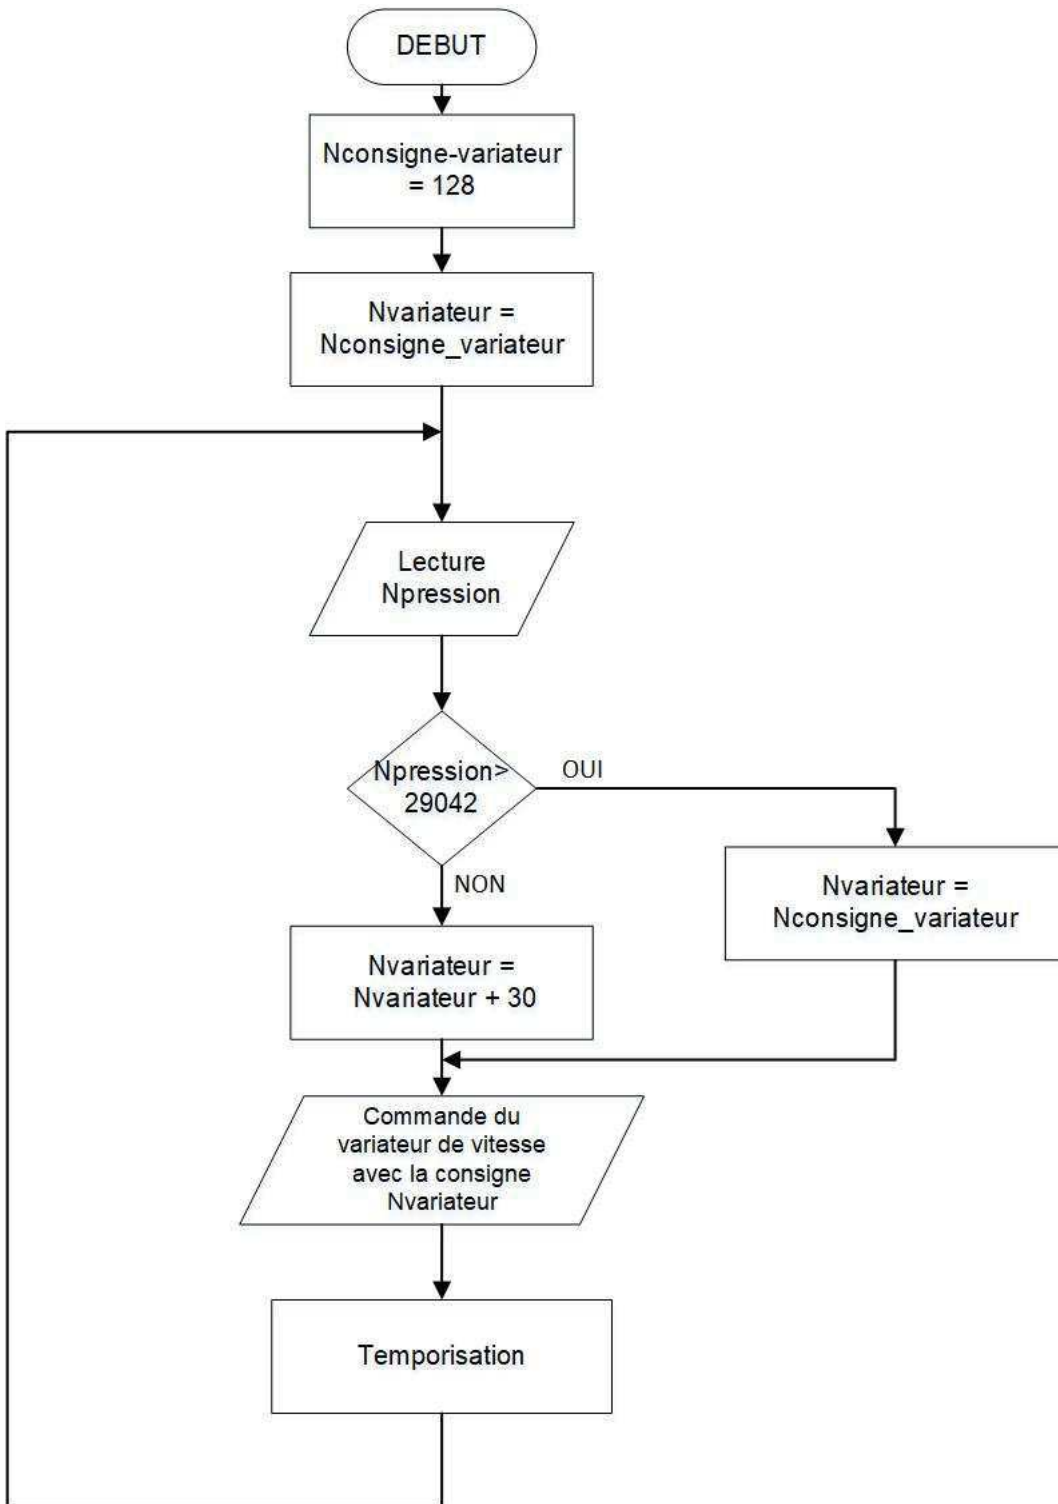 DEBUT
Nconsigne-variateur
= 128
Nvariateur =
Nconsigne_variateur
Lecture
Npression
Npression>
29042
OUI
NON
Nvariateur =
Nconsigne_variateur
Nvariateur =
Nvariateur + 30
Commande du
variateur de vitesse
avec la consigne
Nvariateur
Temporisation